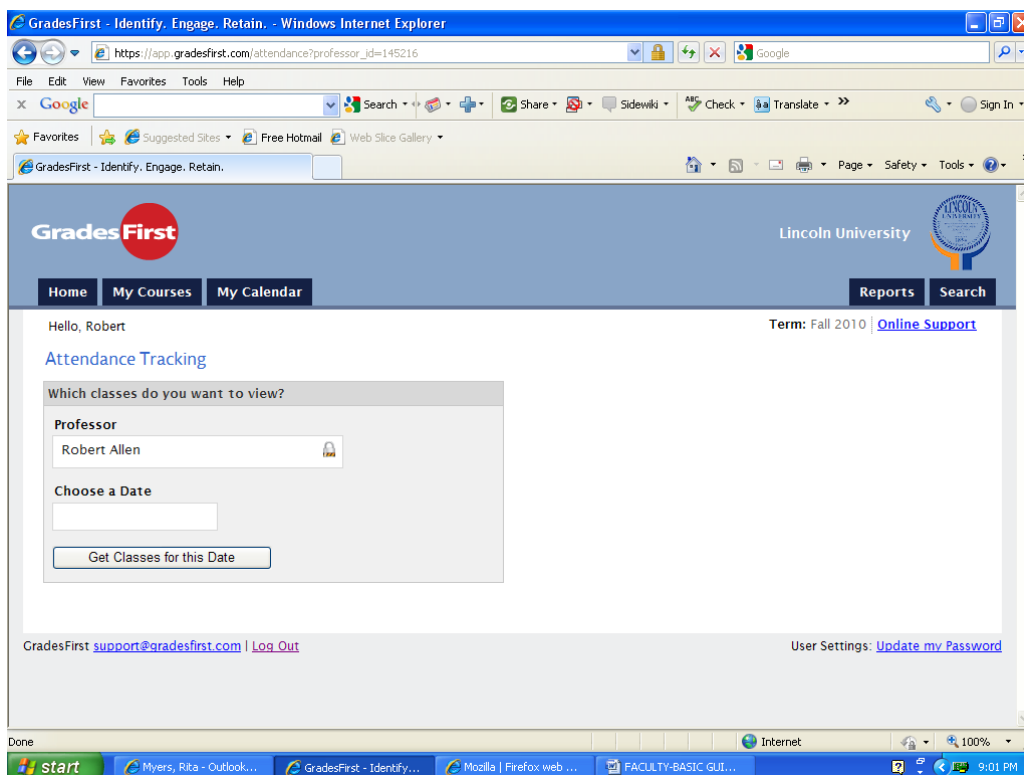 GradesFirst - Identify. Engage. Retain. - Windows Internet Explorer
https://app.gradesfirst.com/attendance?professor_id=145216
Google
File Edit View Favorites Tools Help
x Google Search Share Sidewiki ABC Check Translate » Sign In
Favorites Suggested Sites Free Hotmail Web Slice Gallery
GradesFirst - Identify. Engage. Retain. Page Safety Tools
GradesFirst
Lincoln University
LINCOLN UNIVERSITY
Home My Courses My Calendar Reports Search
Hello, Robert Term: Fall 2010 Online Support
Attendance Tracking
Which classes do you want to view?
Professor
Robert Allen
Choose a Date
Get Classes for this Date
GradesFirst support@gradesfirst.com | Log Out User Settings: Update my Password
Done Internet 100%
start Myers, Rita - Outlook... GradesFirst - Identify... Mozilla | Firefox web ... FACULTY-BASIC GUI... 9:01 PM